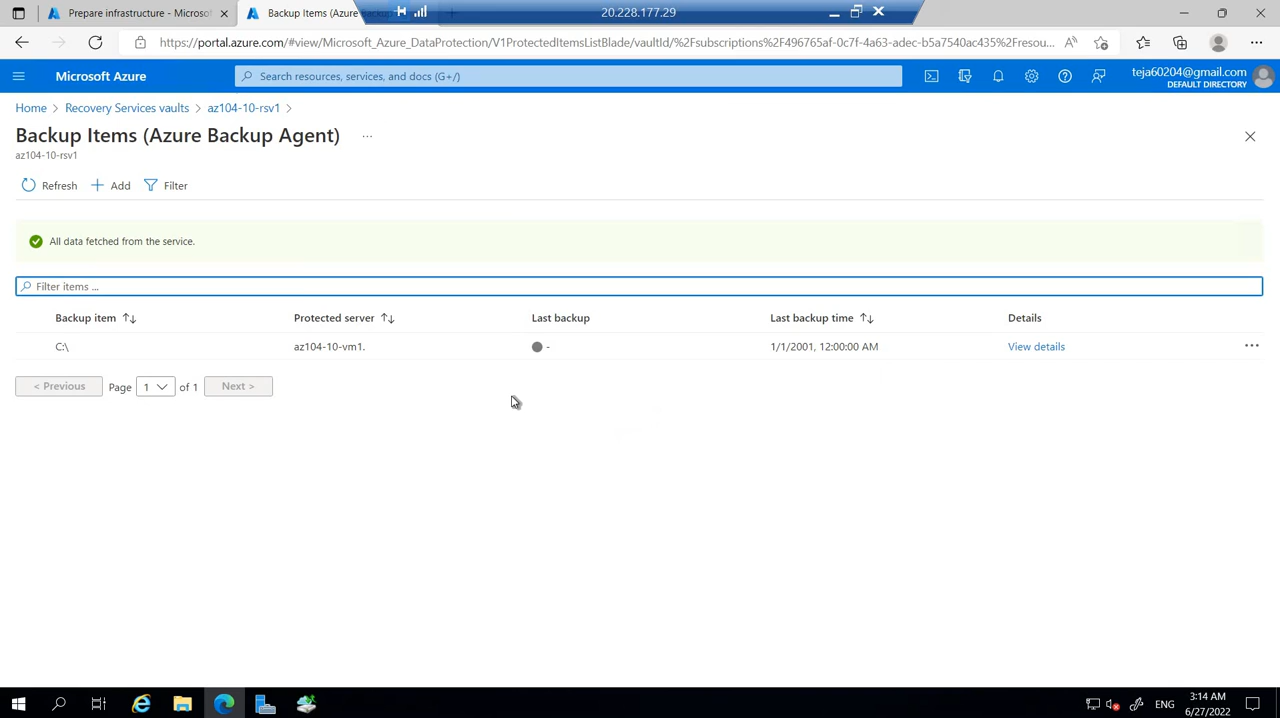 Prepare infrastructure - Microsof
Backup Items (Azure Backup
20.228.177.29
https://portal.azure.com/#view/Microsoft_Azure_DataProtection/V1ProtectedItemsListBlade/vaultId/%2Fsubscriptions%2F496765af-0c7f-4a63-adec-b5a7540ac435%2Fresou...
Microsoft Azure
Search resources, services, and docs (G+/)
teja60204@gmail.com
DEFAULT DIRECTORY
Home > Recovery Services vaults > az104-10-rsv1 >
Backup Items (Azure Backup Agent) ...
az104-10-rsv1
Refresh Add Filter
All data fetched from the service.
Filter items ...
Backup item Protected server Last backup Last backup time Details
C:\ az104-10-vm1. - 1/1/2001, 12:00:00 AM View details ...
< Previous Page 1 of 1 Next >
ENG
3:14 AM
6/27/2022